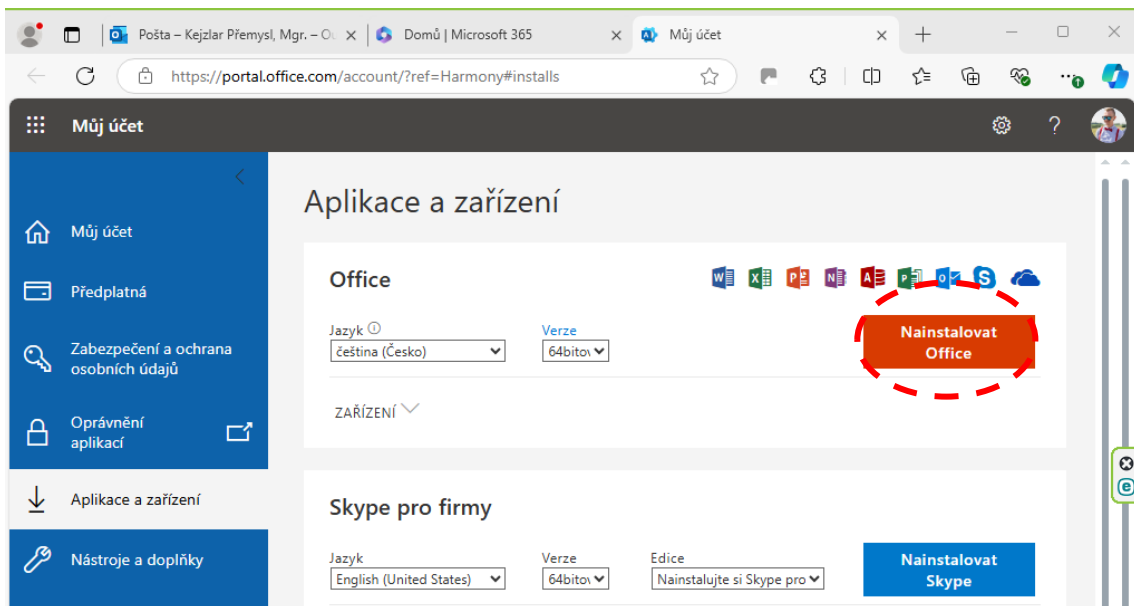 Pošta – Kejzlar Přemysl, Mgr. – Ou
Domů | Microsoft 365
Můj účet
https://portal.office.com/account/?ref=Harmony#installs
Můj účet
?
Aplikace a zařízení
Můj účet
Předplatná
Zabezpečení a ochrana
osobních údajů
Oprávnění
aplikací
Aplikace a zařízení
Nástroje a doplňky
Office
Jazyk
Verze
čeština (Česko)
64bitov
Nainstalovat
Office
ZAŘÍZENÍ
Skype pro firmy
Jazyk
Verze
Edice
English (United States)
64bitov
Nainstalujte si Skype pro
Nainstalovat
Skype